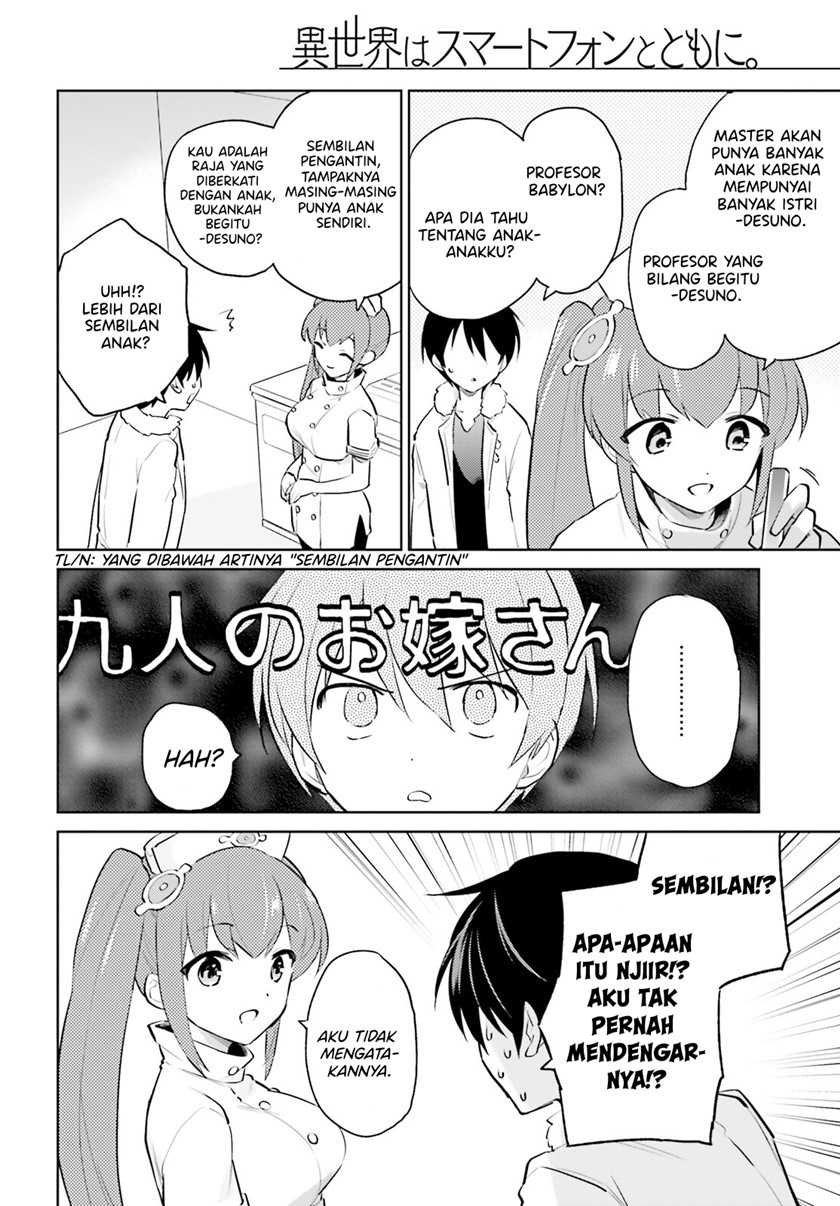 異世界はスマートフォンとともに。
MASTER AKAN
PUNYA BANYAK
ANAK KARENA
MEMPUNYAI
BANYAK ISTRI
-DESUNO.
PROFESOR YANG
BILANG BEGITU
-DESUNO.
PROFESOR
BABYLON?
APA DIA TAHU
TENTANG ANAK-
ANAKKU?
SEMBILAN
PENGANTIN,
TAMPAKNYA
MASING-MASING
PUNYA ANAK
SENDIRI.
KAU ADALAH
RAJA YANG
DIBERKATI
DENGAN ANAK,
BUKANKAH
BEGITU
-DESUNO?
UHH!?
LEBIH DARI
SEMBILAN
ANAK?
TL/N: YANG DIBAWAH ARTINYA "SEMBILAN PENGANTIN"
九人のお嫁さん
………
HAH?
SEMBILAN!?
APA-APAAN
ITU NJIIR!?
AKU TAK
PERNAH
MENDENGAR-
NYA!?
AKU TIDAK
MENGATA-
KANNYA.